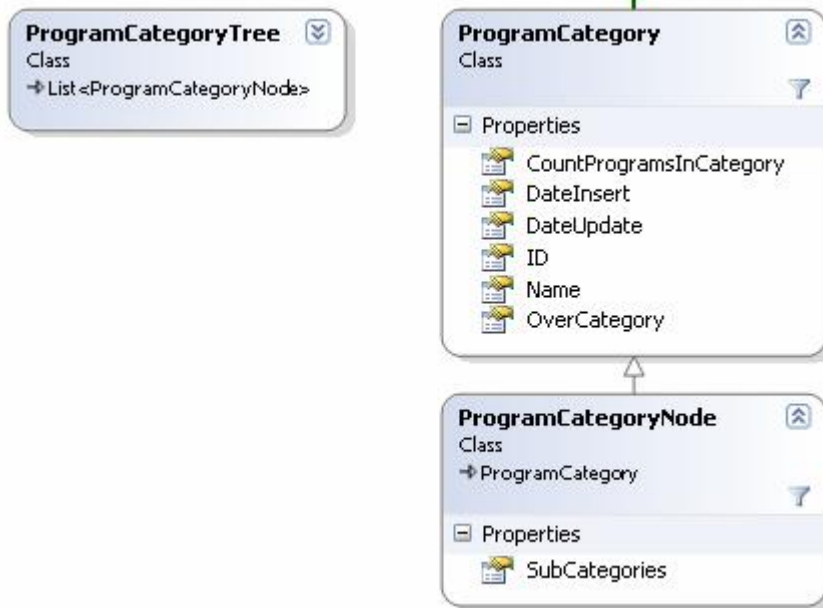 ProgramCategoryTree
Class
List<ProgramCategoryNode>
ProgramCategory
Class
Properties
CountProgramsInCategory
DateInsert
DateUpdate
ID
Name
OverCategory
ProgramCategoryNode
Class
ProgramCategory
Properties
SubCategories